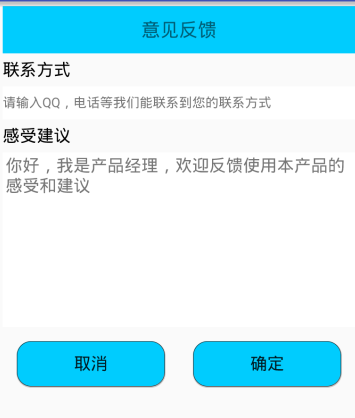 意见反馈
联系方式
请输入QQ，电话等我们能联系到您的联系方式
感受建议
你好，我是产品经理，欢迎反馈使用本产品的
感受和建议
取消
确定